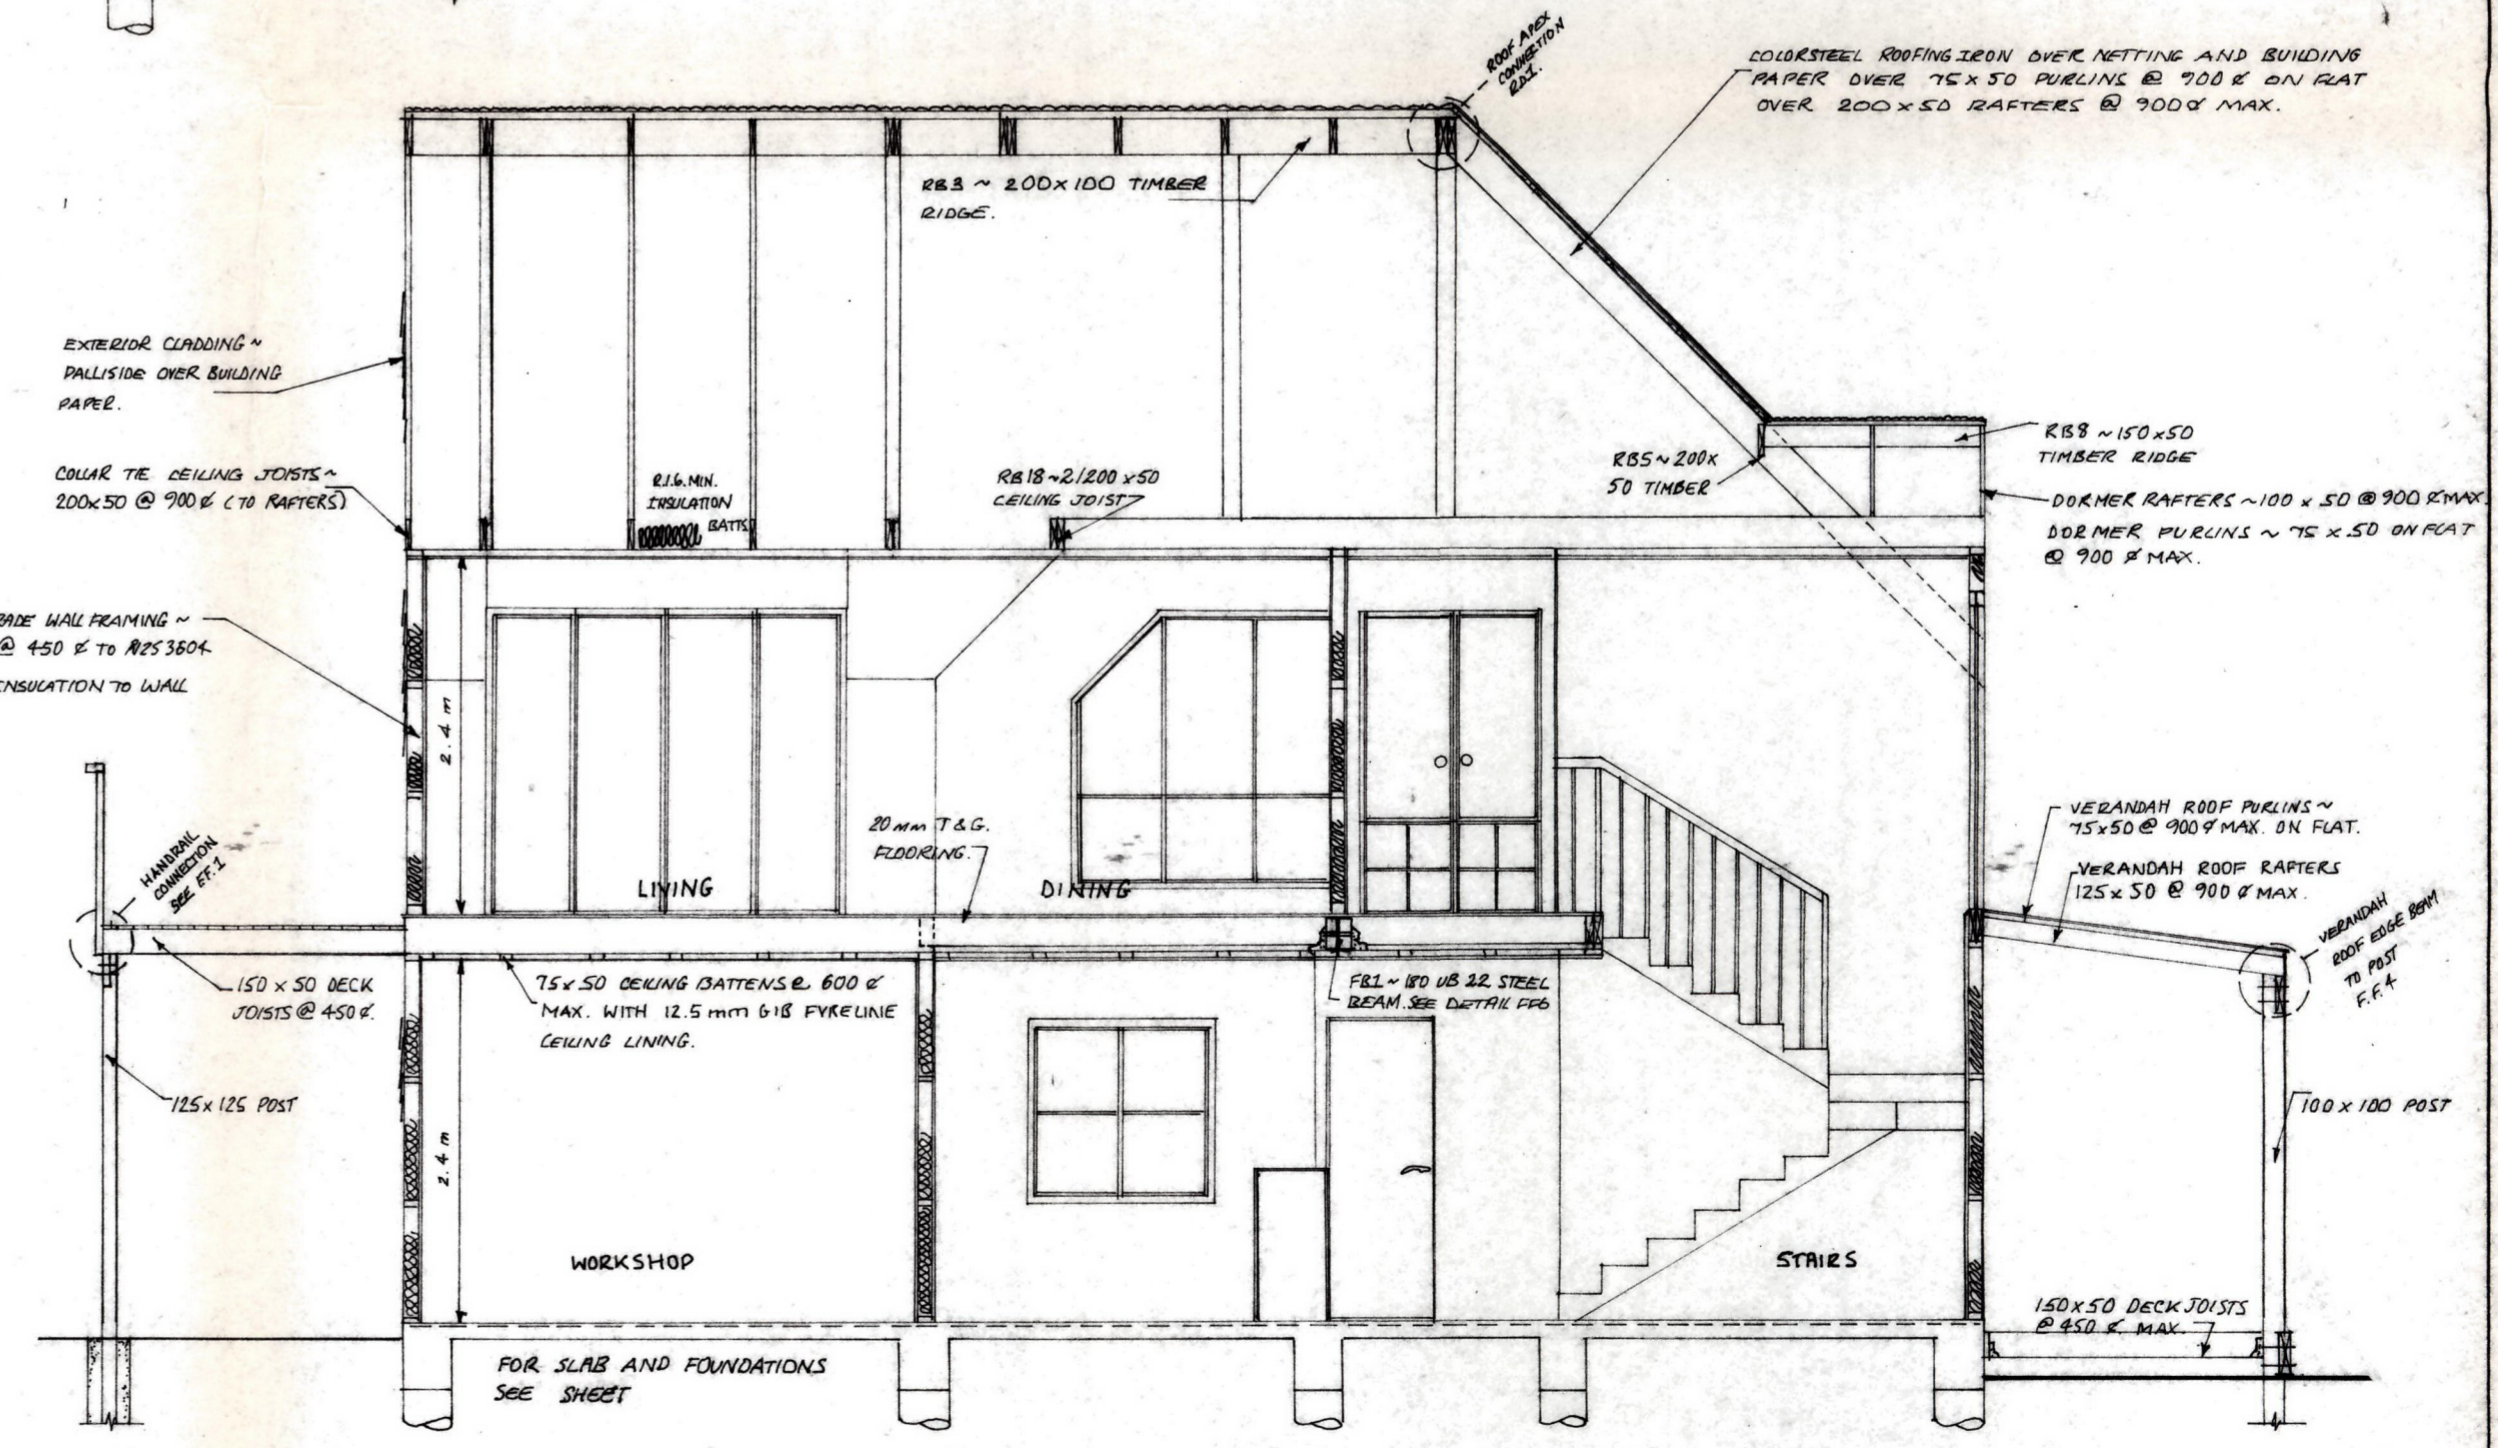 ROOF APEX
CONNECTION
RD1.
COLORSTEEL ROOFING IRON OVER NETTING AND BUILDING
PAPER OVER 75 x 50 PURLINS @ 900 ¢ ON FLAT
OVER 200 x 50 RAFTERS @ 900 ¢ MAX.
RB3 ~ 200 x 100 TIMBER
RIDGE.
EXTERIOR CLADDING ~
PALLISIDE OVER BUILDING
PAPER.
COLLAR TIE CEILING JOISTS ~
200x50 @ 900 ¢ (TO RAFTERS)
R.1.6. MIN.
INSULATION
BATTS
RB18 ~ 2/200 x 50
CEILING JOIST
RB5 ~ 200 x
50 TIMBER
RB8 ~ 150 x 50
TIMBER RIDGE
DORMER RAFTERS ~ 100 x 50 @ 900 ¢ MAX.
DORMER PURLINS ~ 75 x 50 ON FLAT
@ 900 ¢ MAX.
WALL FRAMING ~
@ 450 ¢ TO NZS 3604
INSULATION TO WALL
2.4 m
HANDRAIL
CONNECTION
SEE EF.1
20 mm T & G.
FLOORING.
LIVING
DINING
VERANDAH ROOF PURLINS ~
75x50 @ 900 ¢ MAX. ON FLAT.
VERANDAH ROOF RAFTERS
125 x 50 @ 900 ¢ MAX.
VERANDAH
ROOF EDGE BEAM
TO POST
F.F.4
150 x 50 DECK
JOISTS @ 450 ¢.
75 x 50 CEILING BATTENS @ 600 ¢
MAX. WITH 12.5 mm GIB FYRELINE
CEILING LINING.
FB1 ~ 180 UB 22 STEEL
BEAM. SEE DETAIL FF6
125 x 125 POST
100 x 100 POST
2.4 m
WORKSHOP
STAIRS
150 x 50 DECK JOISTS
@ 450 ¢ MAX.
FOR SLAB AND FOUNDATIONS
SEE SHEET